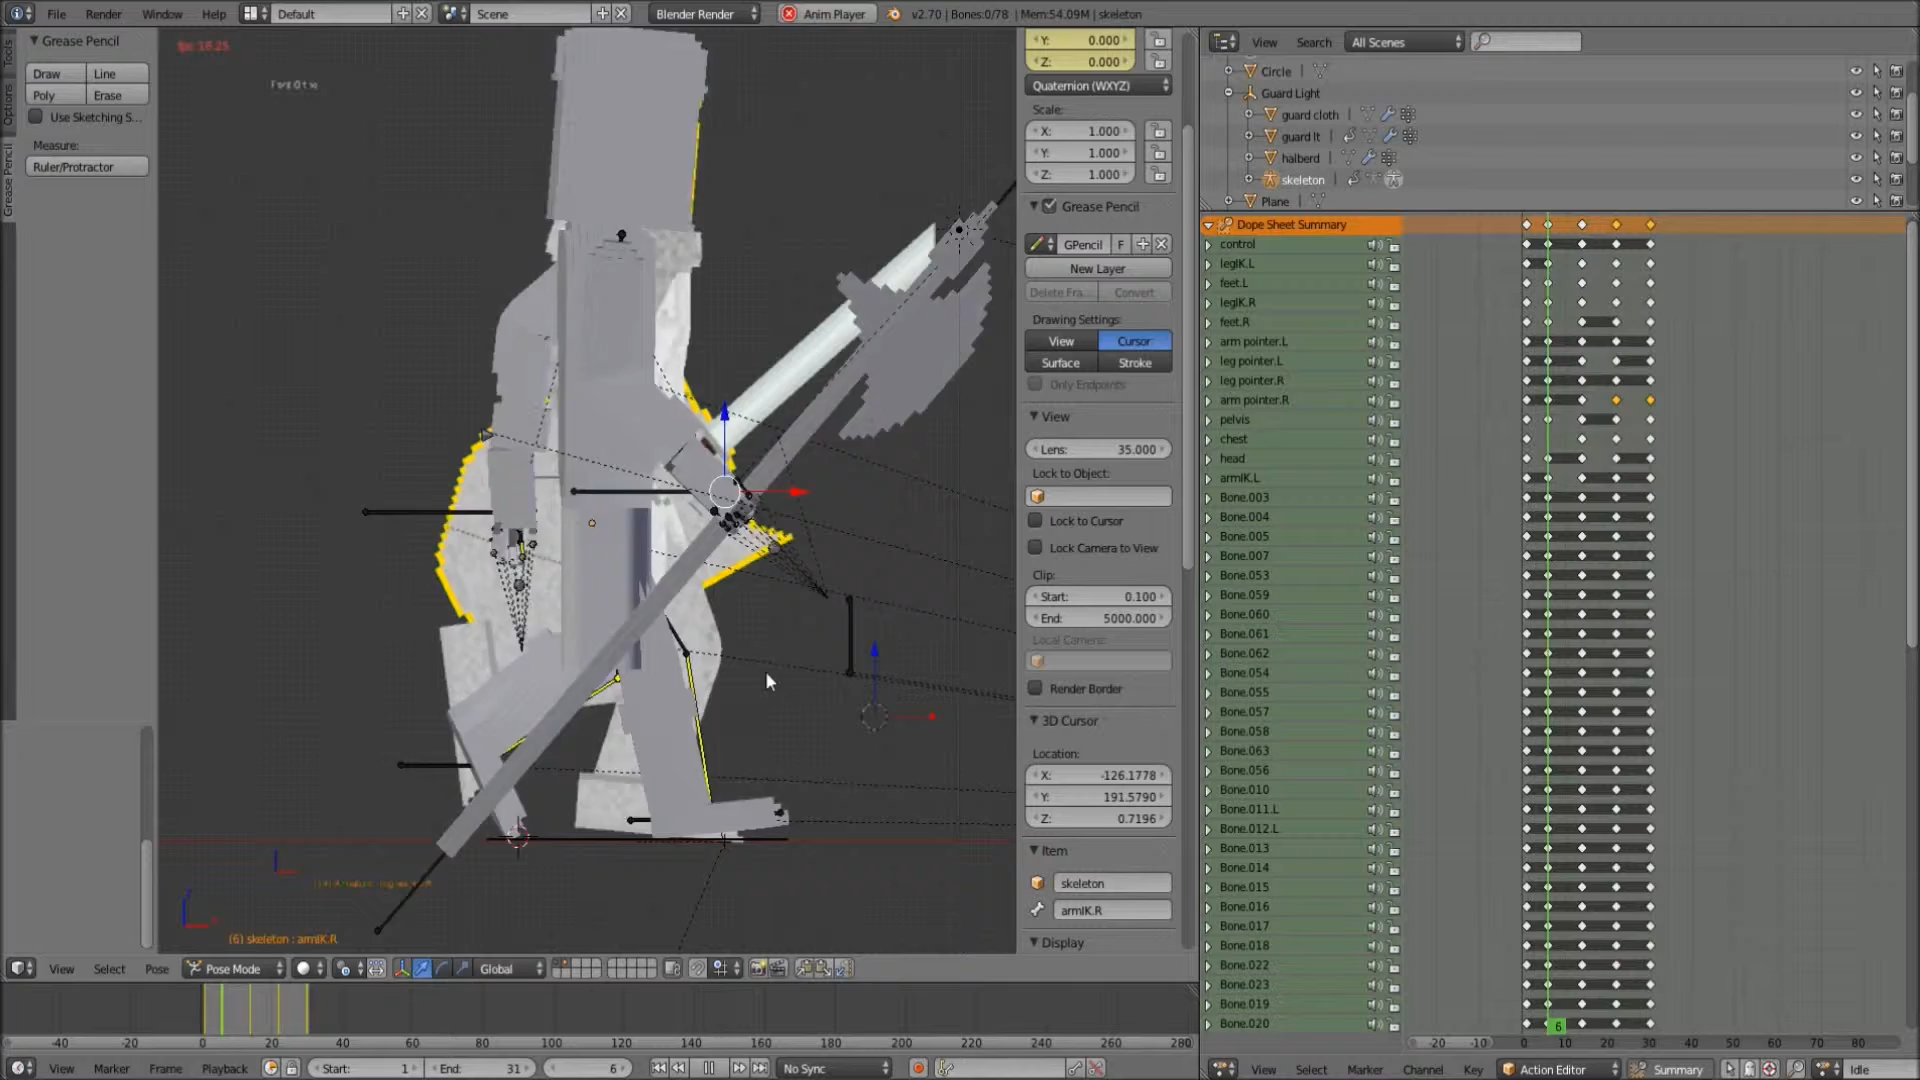 File Render Window Help Default Scene Blender Render Anim Player v2.70 | Bones:0/78 | Mem:54.09M | skeleton
Grease Pencil
Draw Line
Poly Erase
Use Sketching S...
Measure:
Ruler/Protractor
Tools
Options
Grease Pencil
fps: 18.25
(6) skeleton : armIK.R
Y: 0.000
Z: 0.000
Quaternion (WXYZ)
Scale:
X: 1.000
Y: 1.000
Z: 1.000
Grease Pencil
GPencil F
New Layer
Delete Fra... Convert
Drawing Settings:
View Cursor
Surface Stroke
Only Endpoints
View
Lens: 35.000
Lock to Object:
Lock to Cursor
Lock Camera to View
Clip:
Start: 0.100
End: 5000.000
Local Camera:
Render Border
3D Cursor
Location:
X: -126.1778
Y: 191.5790
Z: 0.7196
Item
skeleton
armIK.R
Display
View Search All Scenes
Circle
Guard Light
guard cloth
guard lt
halberd
skeleton
Plane
Dope Sheet Summary
control
legIK.L
feet.L
legIK.R
feet.R
arm pointer.L
leg pointer.L
leg pointer.R
arm pointer.R
pelvis
chest
head
armIK.L
Bone.003
Bone.004
Bone.005
Bone.007
Bone.053
Bone.059
Bone.060
Bone.061
Bone.062
Bone.054
Bone.055
Bone.057
Bone.058
Bone.063
Bone.056
Bone.010
Bone.011.L
Bone.012.L
Bone.013
Bone.014
Bone.015
Bone.016
Bone.017
Bone.018
Bone.022
Bone.023
Bone.019
Bone.020
6
-20 -10 0 10 20 30 40 50 60 70 80
View Select Marker Channel Key Action Editor Summary Idle
View Select Pose Pose Mode Global
-40 -20 0 20 40 60 80 100 120 140 160 180 200 220 240 260 280
View Marker Frame Playback Start: 1 End: 31 6 No Sync